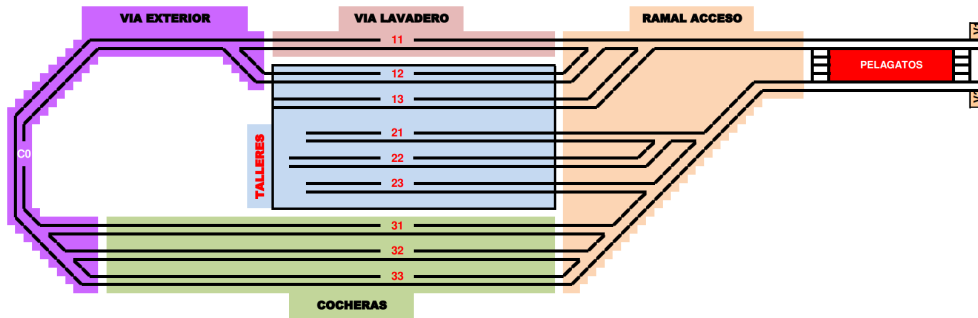 VIA EXTERIOR
VIA LAVADERO
RAMAL ACCESO
11
PELAGATOS
12
13
21
TALLERES
C0
22
23
31
32
33
COCHERAS